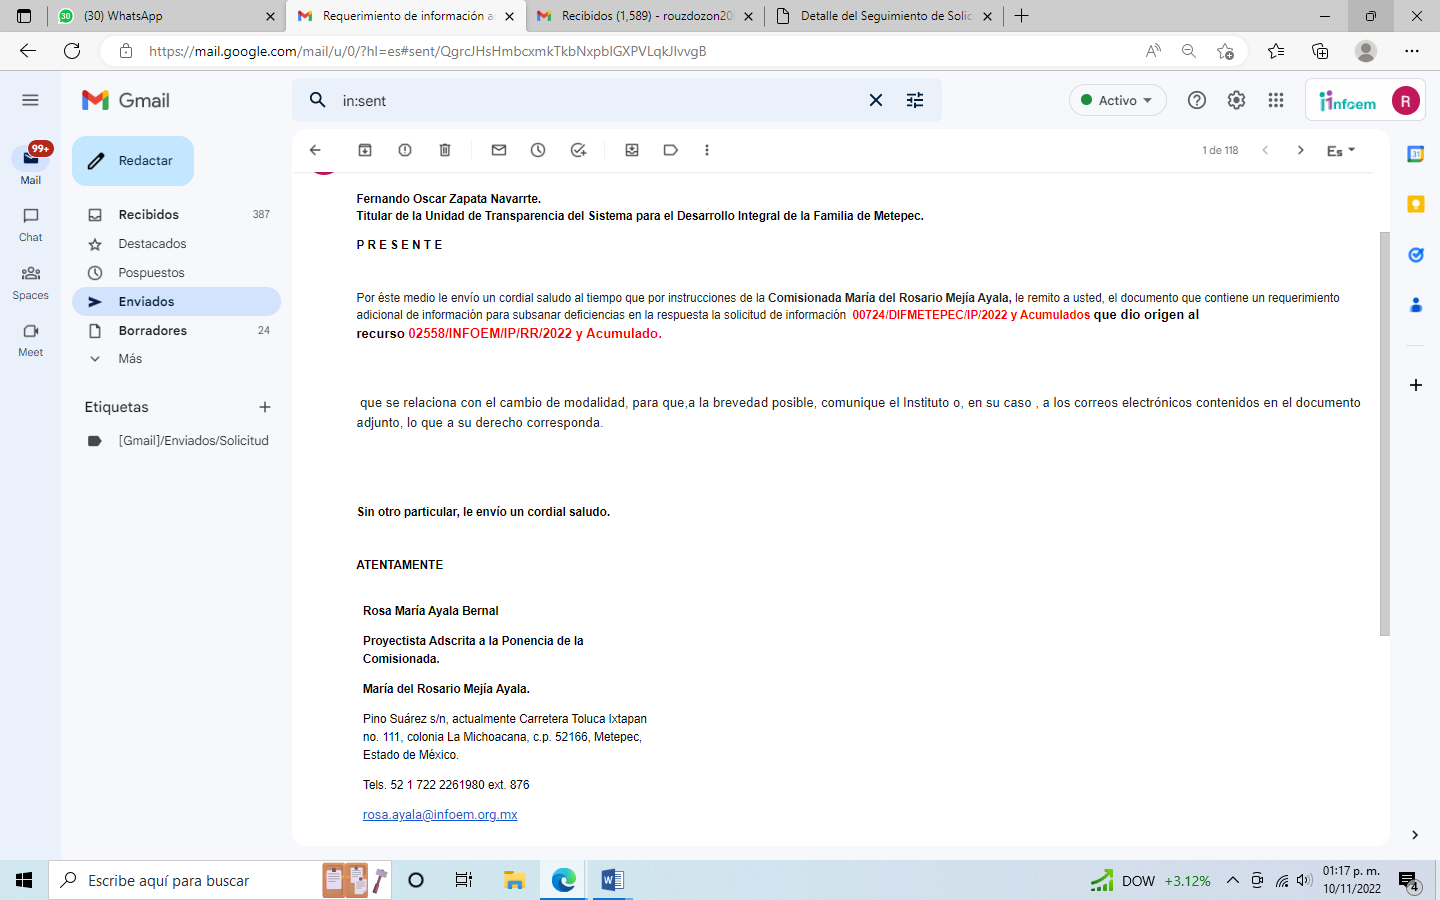 (30) WhatsApp
Requerimiento de información a
Recibidos (1,589) - rouzdozon20
Detalle del Seguimiento de Solic
https://mail.google.com/mail/u/0/?hl=es#sent/QgrcJHsHmbcxmkTkbNxpbIGXPVLqkJlvvgB
Gmail
in:sent
Activo
infoem
R
99+
Mail
Chat
Spaces
Meet
Redactar
Recibidos 387
Destacados
Pospuestos
Enviados
Borradores 24
Más
Etiquetas
[Gmail]/Enviados/Solicitud
1 de 118
Es
Fernando Oscar Zapata Navarrte.
Titular de la Unidad de Transparencia del Sistema para el Desarrollo Integral de la Familia de Metepec.
P R E S E N T E
Por éste medio le envío un cordial saludo al tiempo que por instrucciones de la Comisionada María del Rosario Mejía Ayala, le remito a usted, el documento que contiene un requerimiento
adicional de información para subsanar deficiencias en la respuesta la solicitud de información 00724/DIFMETEPEC/IP/2022 y Acumulados que dio origen al
recurso 02558/INFOEM/IP/RR/2022 y Acumulado.
que se relaciona con el cambio de modalidad, para que,a la brevedad posible, comunique el Instituto o, en su caso , a los correos electrónicos contenidos en el documento
adjunto, lo que a su derecho corresponda.
Sin otro particular, le envío un cordial saludo.
ATENTAMENTE
Rosa María Ayala Bernal
Proyectista Adscrita a la Ponencia de la
Comisionada.
María del Rosario Mejía Ayala.
Pino Suárez s/n, actualmente Carretera Toluca Ixtapan
no. 111, colonia La Michoacana, c.p. 52166, Metepec,
Estado de México.
Tels. 52 1 722 2261980 ext. 876
rosa.ayala@infoem.org.mx
Escribe aquí para buscar
DOW +3.12%
01:17 p. m.
10/11/2022
4